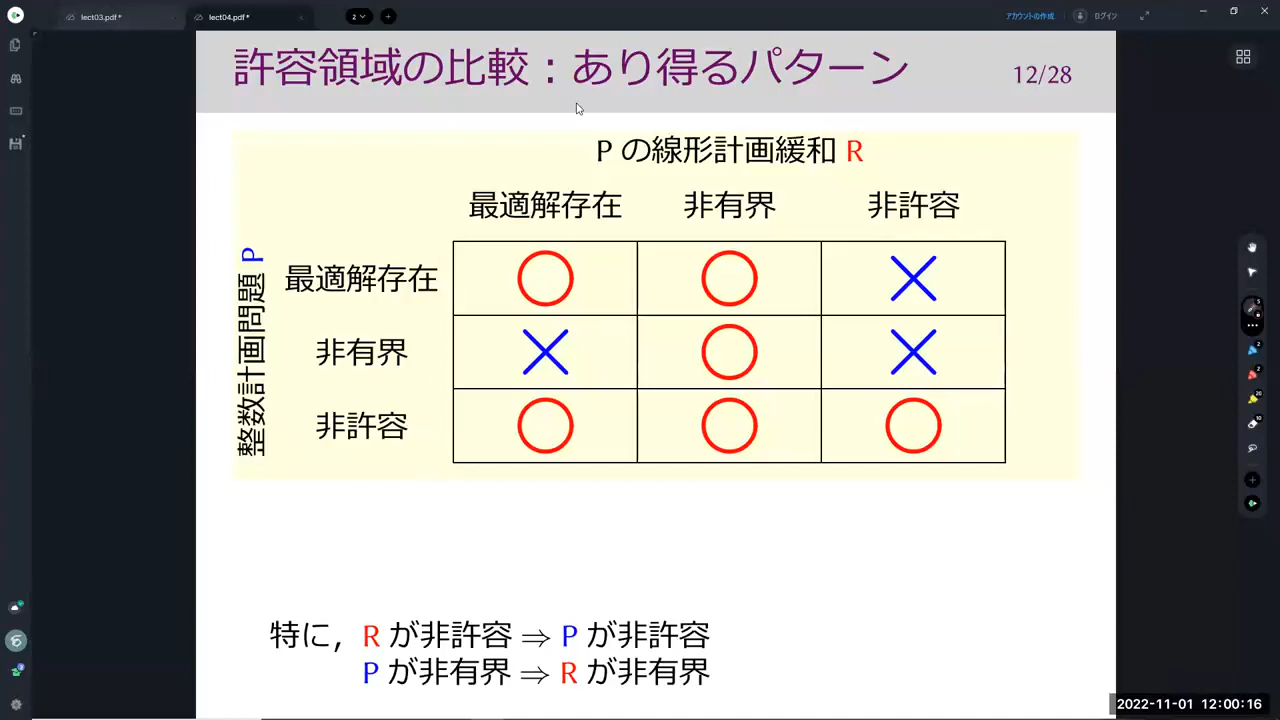 lect03.pdf*
lect04.pdf*
2
アカウントの作成
ログイン
許容領域の比較：あり得るパターン
12/28
P の線形計画緩和 R
最適解存在 非有界 非許容
整数計画問題 P
最適解存在
非有界
非許容
特に，R が非許容 ⇒ P が非許容
P が非有界 ⇒ R が非有界
2022-11-01 12:00:16